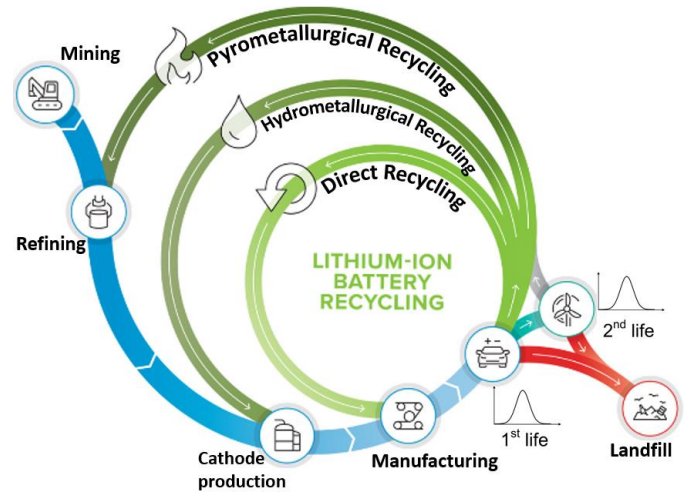 Mining
Pyrometallurgical Recycling
Hydrometallurgical Recycling
Direct Recycling
Refining
LITHIUM-ION
BATTERY
RECYCLING
2nd life
+ −
1st life
Cathode
production
Manufacturing
Landfill